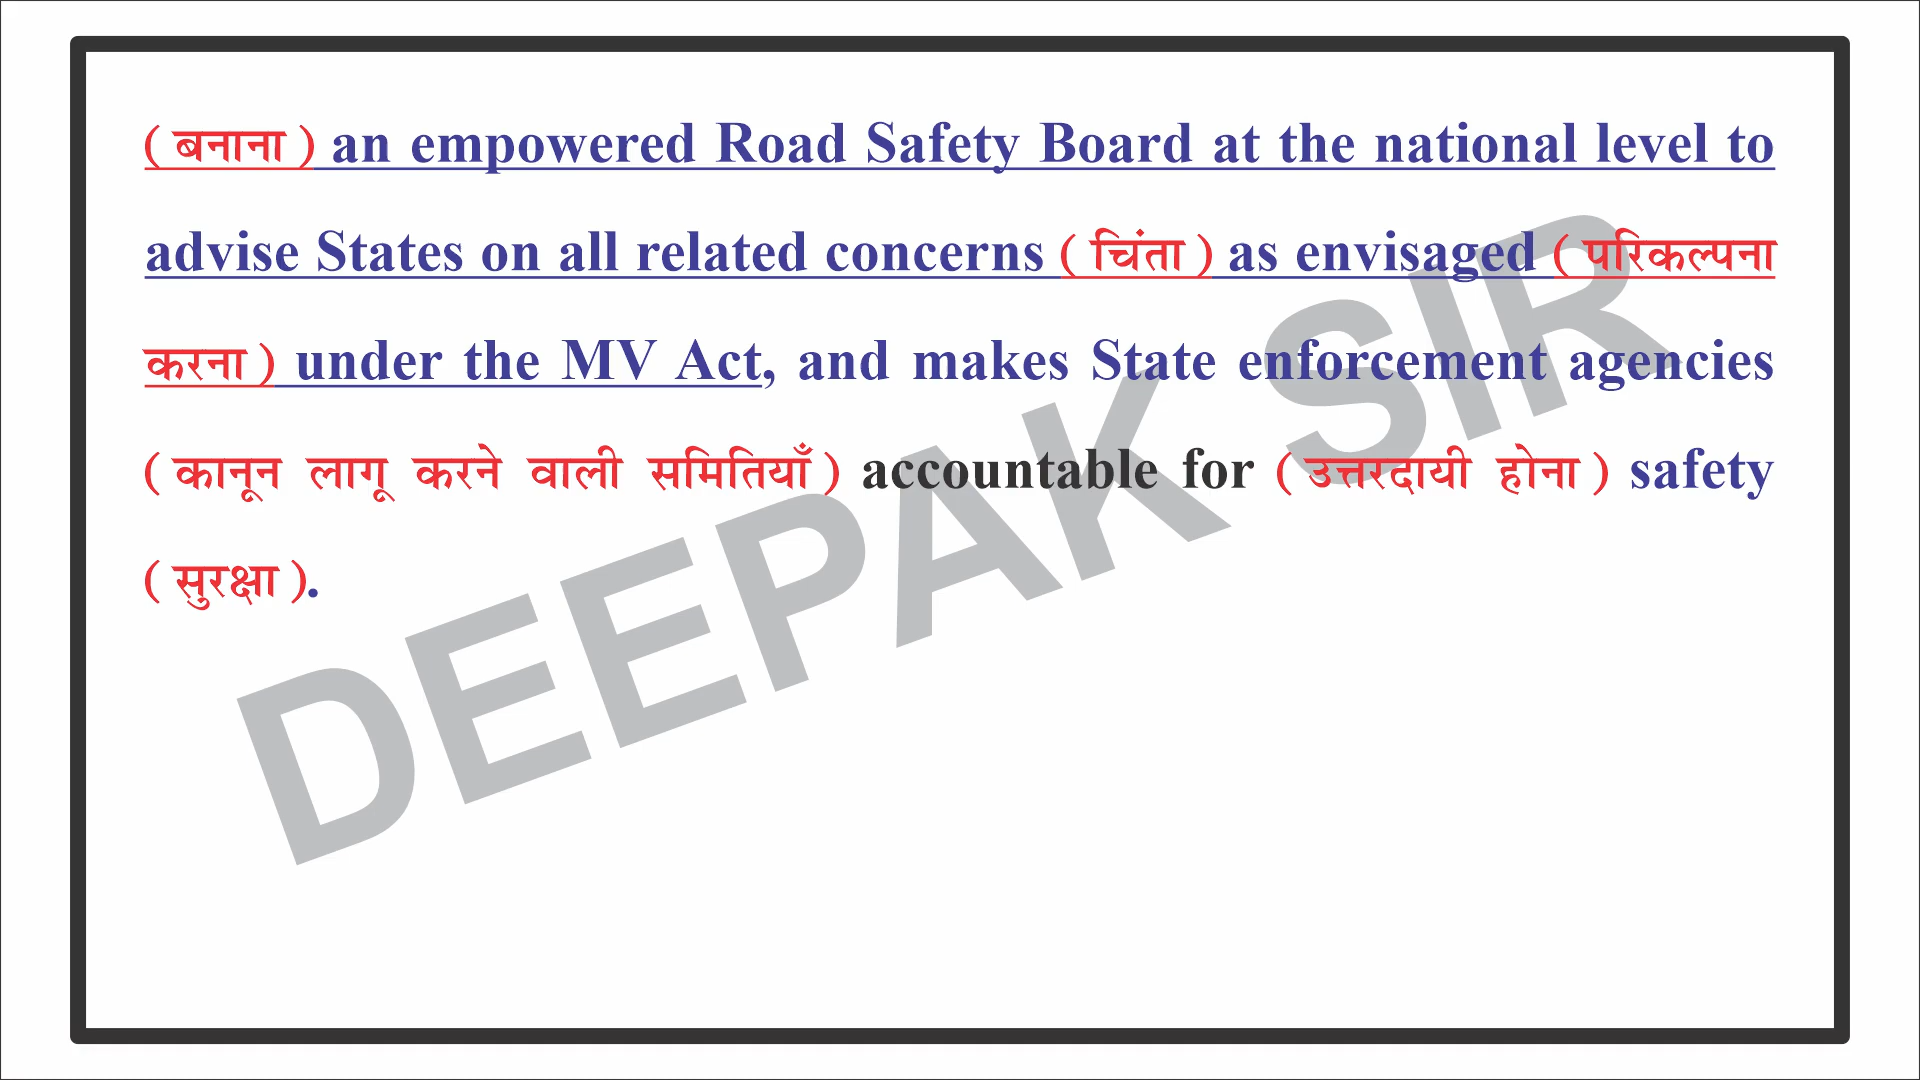 ( बनाना ) an empowered Road Safety Board at the national level to
advise States on all related concerns ( चिंता ) as envisaged ( परिकल्पना
करना ) under the MV Act, and makes State enforcement agencies
( कानून लागू करने वाली समितियाँ ) accountable for ( उत्तरदायी होना ) safety
( सुरक्षा ).
DEEPAK SIR